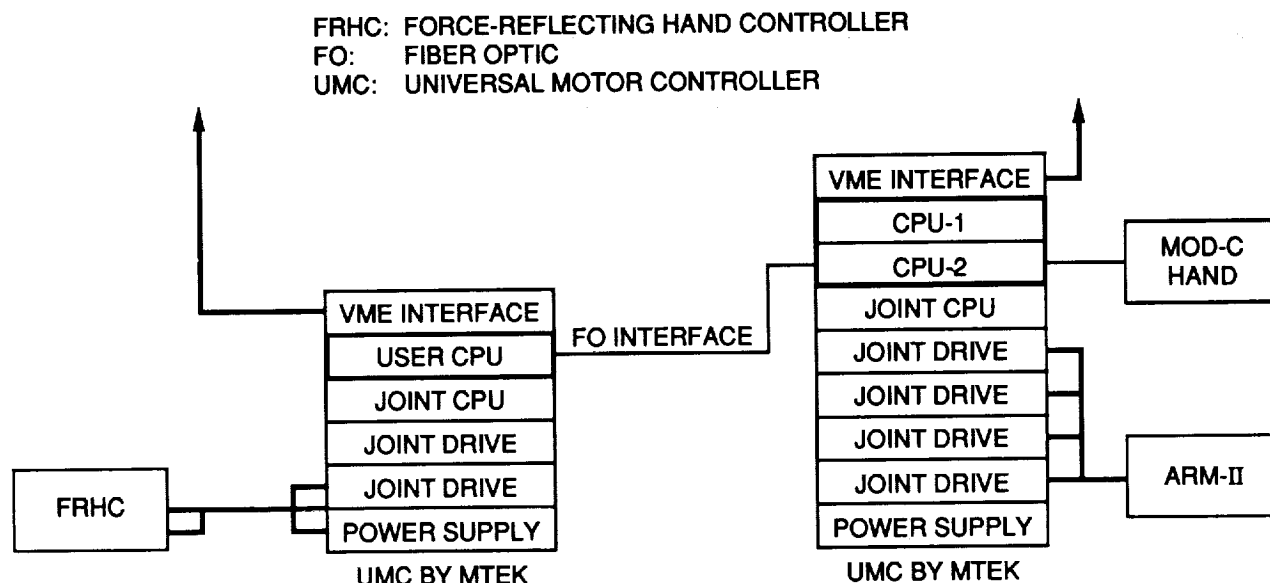 FRHC: FORCE-REFLECTING HAND CONTROLLER
FO: FIBER OPTIC
UMC: UNIVERSAL MOTOR CONTROLLER
VME INTERFACE
USER CPU
JOINT CPU
JOINT DRIVE
JOINT DRIVE
POWER SUPPLY
UMC BY MTEK
FRHC
FO INTERFACE
VME INTERFACE
CPU-1
CPU-2
JOINT CPU
JOINT DRIVE
JOINT DRIVE
JOINT DRIVE
JOINT DRIVE
POWER SUPPLY
UMC BY MTEK
MOD-C
HAND
ARM-II